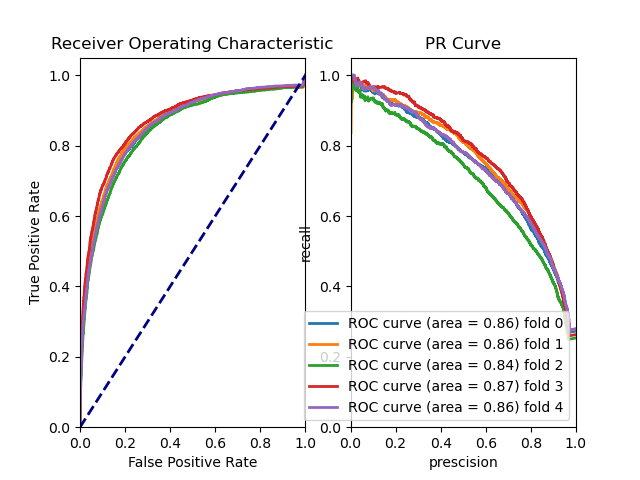 Receiver Operating Characteristic
1.0
0.8
0.6
0.4
0.2
0.0
True Positive Rate
0.0 0.2 0.4 0.6 0.8 1.0
False Positive Rate
PR Curve
1.0
0.8
0.6
0.4
0.2
0.0
recall
0.0 0.2 0.4 0.6 0.8 1.0
prescision
ROC curve (area = 0.86) fold 0
ROC curve (area = 0.86) fold 1
ROC curve (area = 0.84) fold 2
ROC curve (area = 0.87) fold 3
ROC curve (area = 0.86) fold 4